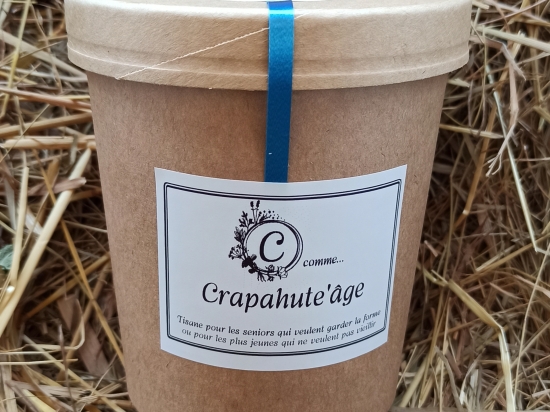 C
comme...
Crapahute'âge
Tisane pour les seniors qui veulent garder la forme
ou pour les plus jeunes qui ne veulent pas vieillir